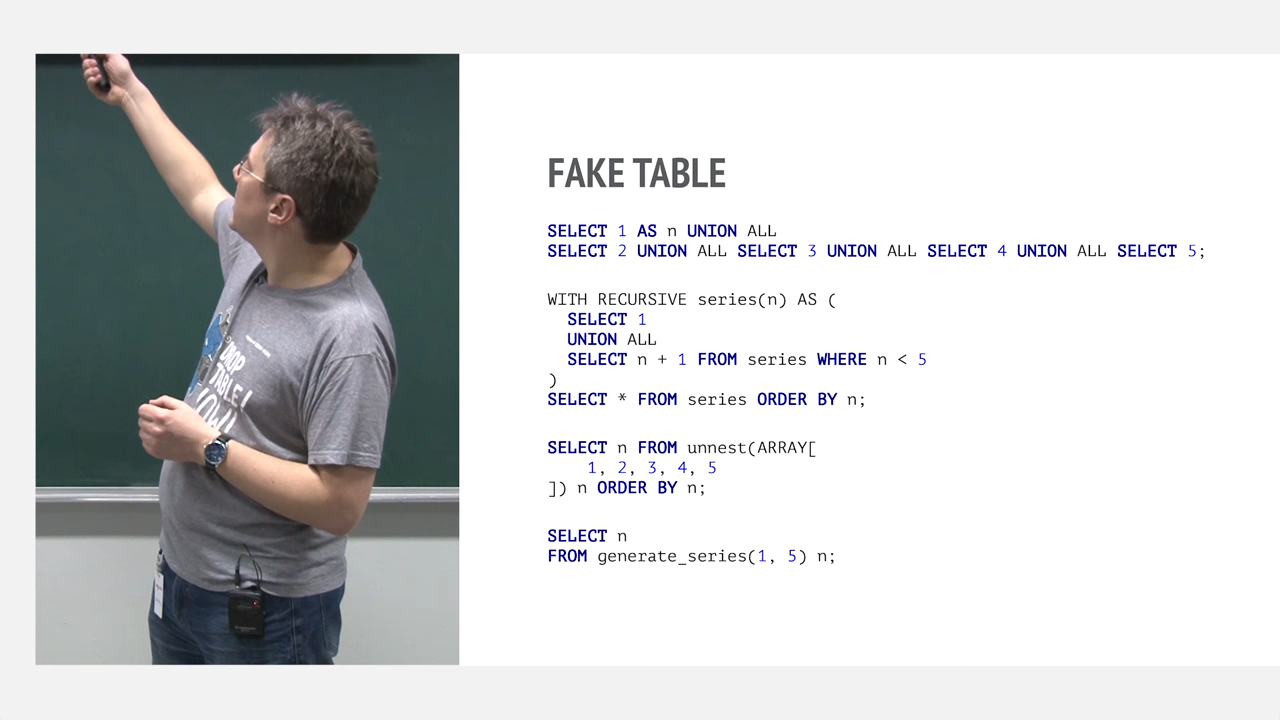 FAKE TABLE
SELECT 1 AS n UNION ALL
SELECT 2 UNION ALL SELECT 3 UNION ALL SELECT 4 UNION ALL SELECT 5;
WITH RECURSIVE series(n) AS (
SELECT 1
UNION ALL
SELECT n + 1 FROM series WHERE n < 5
)
SELECT * FROM series ORDER BY n;
SELECT n FROM unnest(ARRAY[
1, 2, 3, 4, 5
]) n ORDER BY n;
SELECT n
FROM generate_series(1, 5) n;
DROP
TABLE!